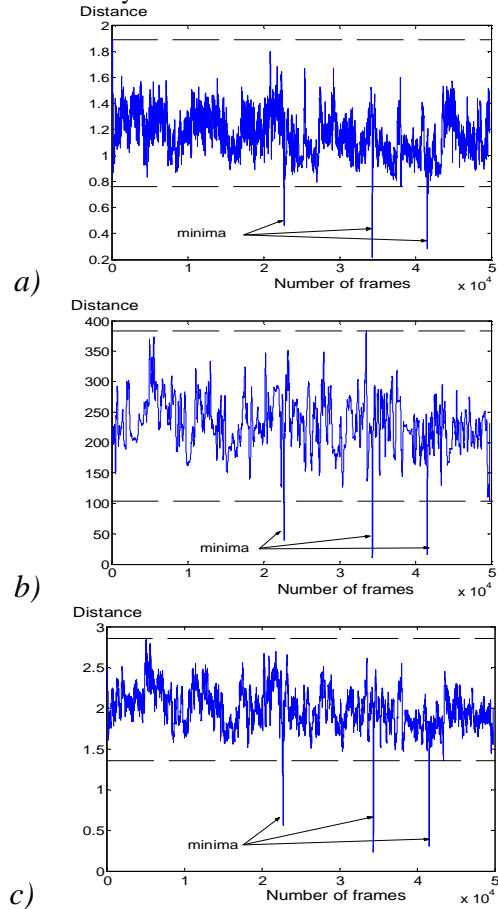 Distance
2
1.8
1.6
1.4
1.2
1
0.8
0.6
0.4
0.2
minima
0 1 2 3 4 5
Number of frames
x 10^4
a)
Distance
400
350
300
250
200
150
100
50
0
minima
0 1 2 3 4 5
Number of frames
x 10^4
b)
Distance
3
2.5
2
1.5
1
0.5
0
minima
0 1 2 3 4 5
Number of frames
x 10^4
c)